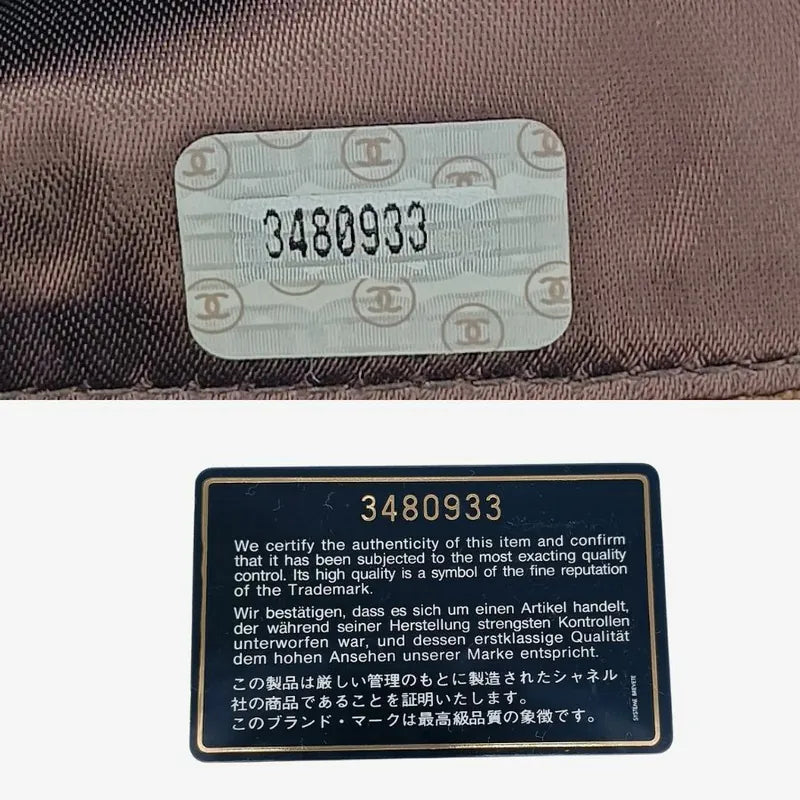 3480933
3480933
We certify the authenticity of this item and confirm
that it has been subjected to the most exacting quality
control. Its high quality is a symbol of the fine reputation
of the Trademark.
Wir bestätigen, dass es sich um einen Artikel handelt,
der während seiner Herstellung strengsten Kontrollen
unterworfen war, und dessen erstklassige Qualität
dem hohen Ansehen unserer Marke entspricht.
この製品は厳しい管理のもとに製造されたシャネル
社の商品であることを証明いたします。
このブランド・マークは最高級品質の象徴です。
SYSTEME BREVETE